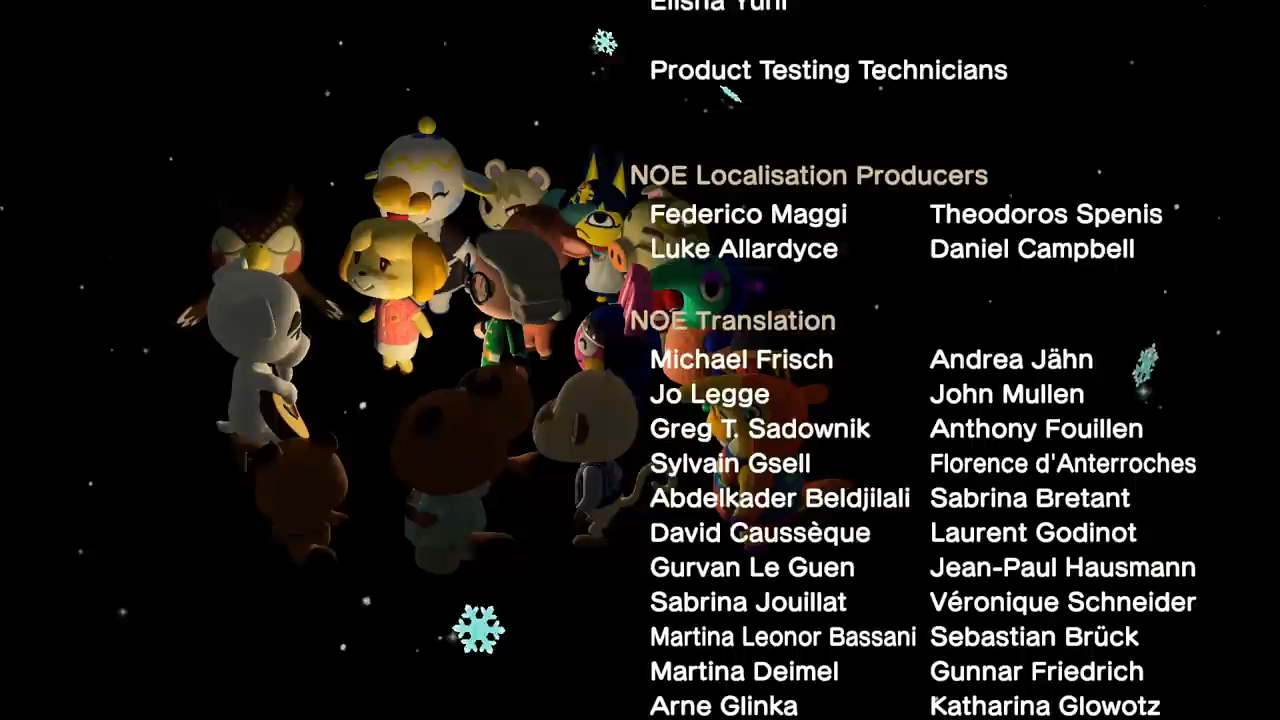 Elisha Yuhi
Product Testing Technicians
NOE Localisation Producers
Federico Maggi Theodoros Spenis
Luke Allardyce Daniel Campbell
NOE Translation
Michael Frisch Andrea Jähn
Jo Legge John Mullen
Greg T. Sadownik Anthony Fouillen
Sylvain Gsell Florence d'Anterroches
Abdelkader Beldjilali Sabrina Bretant
David Caussèque Laurent Godinot
Gurvan Le Guen Jean-Paul Hausmann
Sabrina Jouillat Véronique Schneider
Martina Leonor Bassani Sebastian Brück
Martina Deimel Gunnar Friedrich
Arne Glinka Katharina Glowotz